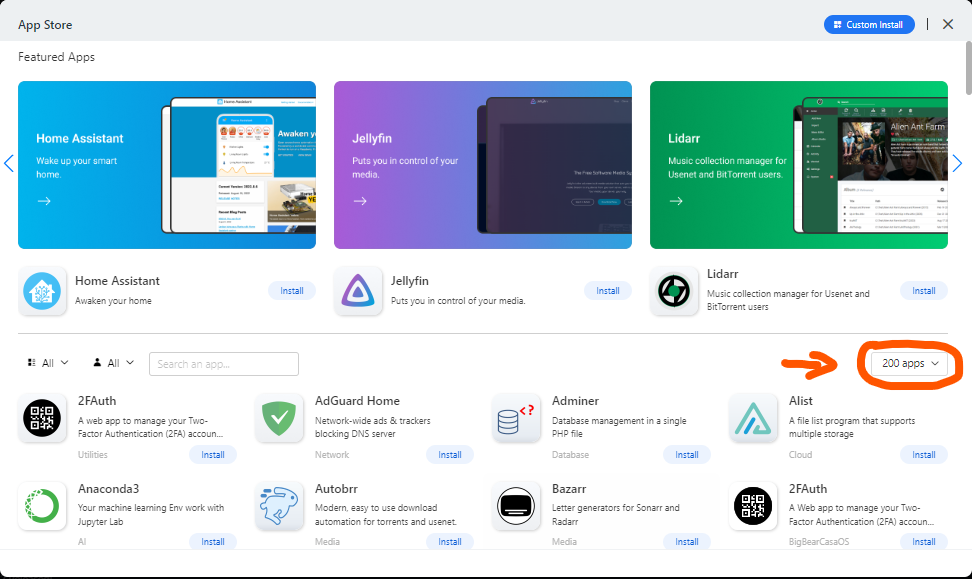 App Store
Custom Install
Featured Apps
Home Assistant
Wake up your smart
home.
Home Assistant
Awaken yo
Jellyfin
Puts you in control of your
media.
The Free Software Media Sy
Lidarr
Music collection manager for
Usenet and BitTorrent users.
Alien Ant Farm
Home Assistant
Awaken your home
Install
Jellyfin
Puts you in control of your media.
Install
Lidarr
Music collection manager for Usenet and
BitTorrent users
Install
All
All
Search an app...
200 apps
2FAuth
A web app to manage your Two-
Factor Authentication (2FA) accoun...
Utilities
Install
AdGuard Home
Network-wide ads & trackers
blocking DNS server
Network
Install
Adminer
Database management in a single
PHP file
Database
Install
Alist
A file list program that supports
multiple storage
Cloud
Install
Anaconda3
Your machine learning Env work with
Jupyter Lab
AI
Install
Autobrr
Modern, easy to use download
automation for torrents and usenet.
Media
Install
Bazarr
Letter generators for Sonarr and
Radarr
Media
Install
2FAuth
A Web app to manage your Two-
Factor Authentication (2FA) accoun...
BigBearCasaOS
Install